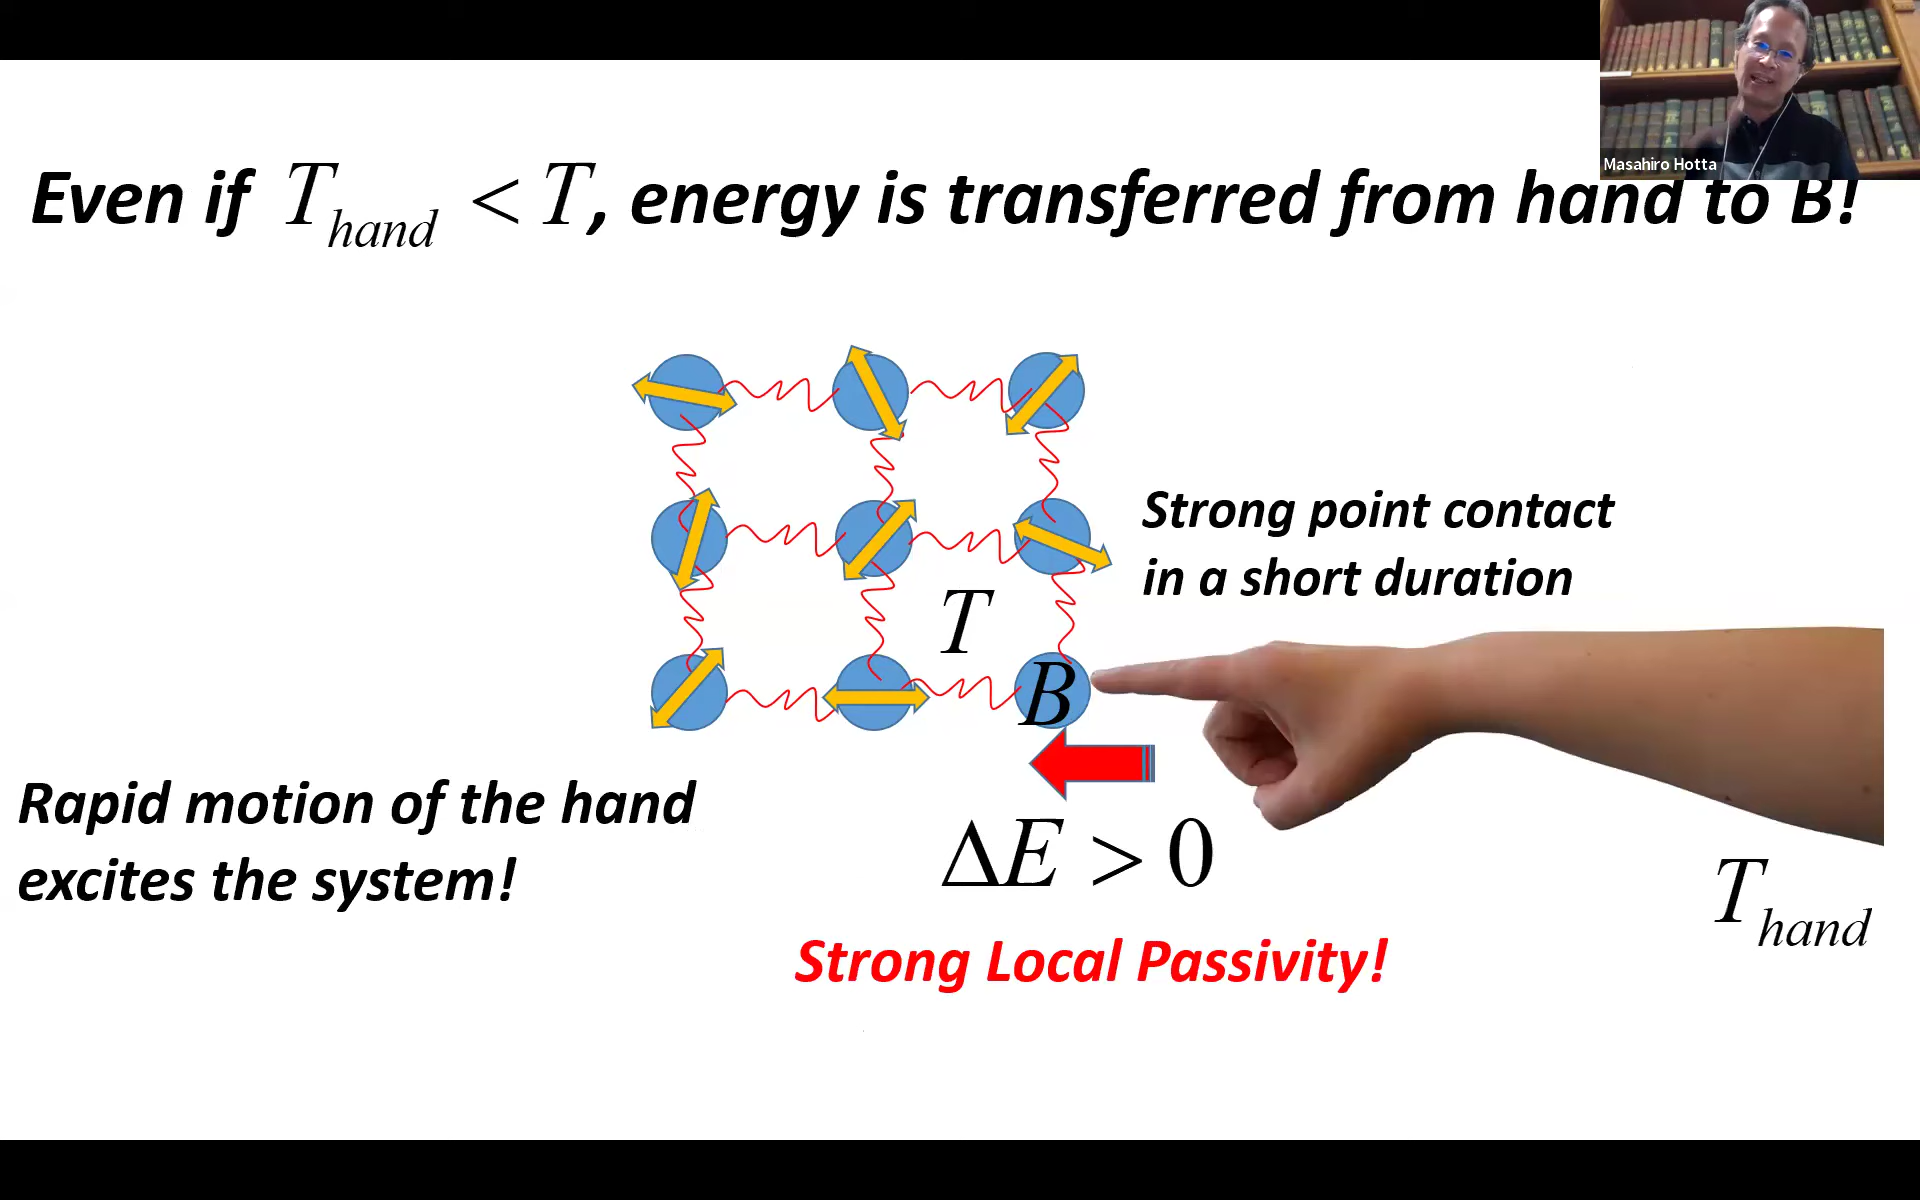 Masahiro Hotta
Even if T_hand < T, energy is transferred from hand to B!
Strong point contact
in a short duration
T
B
Rapid motion of the hand
excites the system!
ΔE > 0
T_hand
Strong Local Passivity!